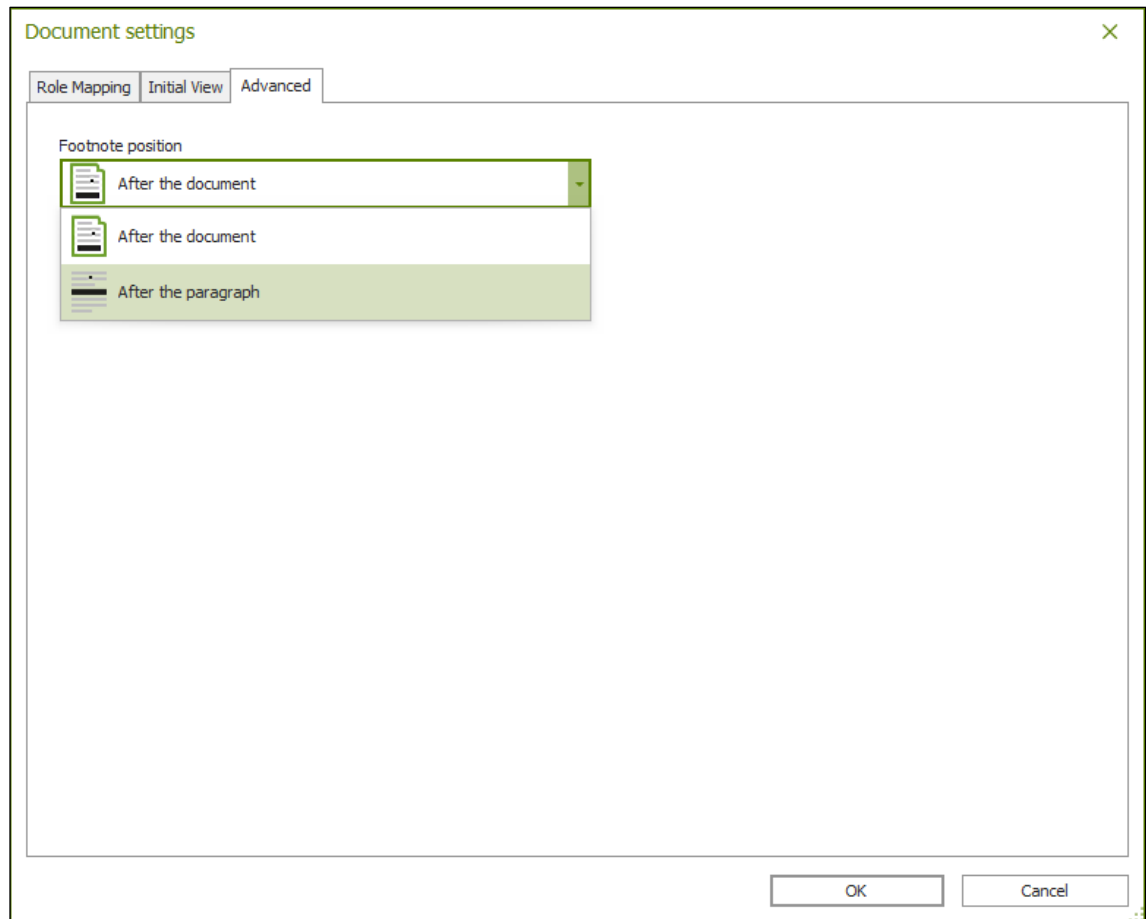 Document settings
Role Mapping Initial View Advanced
Footnote position
After the document
After the document
After the paragraph
OK Cancel